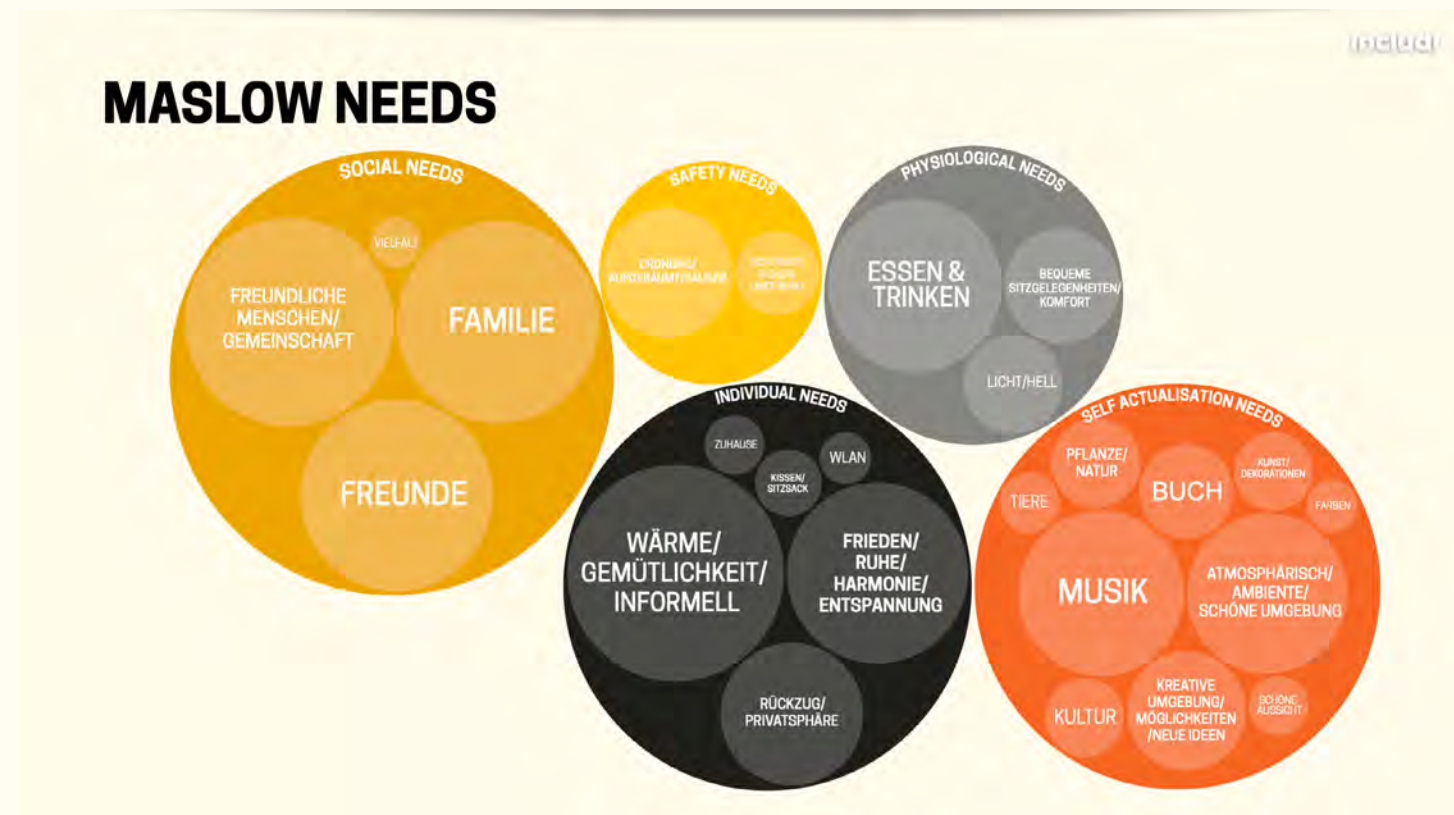 includi
MASLOW NEEDS
SOCIAL NEEDS
VIELFALT
FREUNDLICHE
MENSCHEN/
GEMEINSCHAFT
FAMILIE
FREUNDE
SAFETY NEEDS
ORDNUNG/
PHYSIOLOGICAL NEEDS
ESSEN &
TRINKEN
BEQUEME
SITZGELEGENHEITEN/
KOMFORT
LICHT/HELL
INDIVIDUAL NEEDS
ZUHAUSE
KISSEN/
SITZSACK
WLAN
WÄRME/
GEMÜTLICHKEIT/
INFORMELL
FRIEDEN/
RUHE/
HARMONIE/
ENTSPANNUNG
RÜCKZUG/
PRIVATSPHÄRE
SELF ACTUALISATION NEEDS
PFLANZE/
NATUR
TIERE
BUCH
KUNST/
DEKORATIONEN
FARBEN
MUSIK
ATMOSPHÄRISCH/
AMBIENTE/
SCHÖNE UMGEBUNG
KULTUR
KREATIVE
UMGEBUNG/
MÖGLICHKEITEN
/NEUE IDEEN
SCHÖNE
AUSSICHT